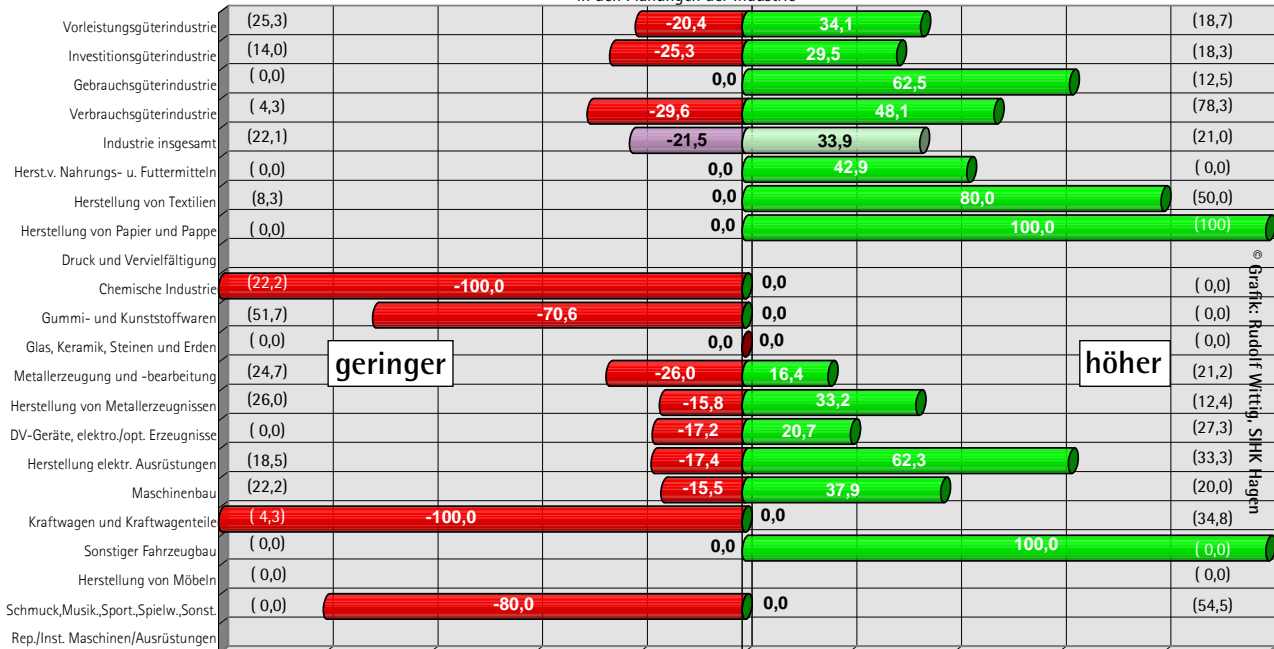 in den Planungen der Industrie
Vorleistungsgüterindustrie (25,3) -20,4 34,1 (18,7)
Investitionsgüterindustrie (14,0) -25,3 29,5 (18,3)
Gebrauchsgüterindustrie ( 0,0) 0,0 62,5 (12,5)
Verbrauchsgüterindustrie ( 4,3) -29,6 48,1 (78,3)
Industrie insgesamt (22,1) -21,5 33,9 (21,0)
Herst.v. Nahrungs- u. Futtermitteln ( 0,0) 0,0 42,9 ( 0,0)
Herstellung von Textilien (8,3) 0,0 80,0 (50,0)
Herstellung von Papier und Pappe ( 0,0) 0,0 100,0 (100)
Druck und Vervielfältigung
Chemische Industrie (22,2) -100,0 0,0 ( 0,0)
Gummi- und Kunststoffwaren (51,7) -70,6 0,0 ( 0,0)
Glas, Keramik, Steinen und Erden ( 0,0) 0,0 0,0 ( 0,0)
geringer höher
Metallerzeugung und -bearbeitung (24,7) -26,0 16,4 (21,2)
Herstellung von Metallerzeugnissen (26,0) -15,8 33,2 (12,4)
DV-Geräte, elektro./opt. Erzeugnisse ( 0,0) -17,2 20,7 (27,3)
Herstellung elektr. Ausrüstungen (18,5) -17,4 62,3 (33,3)
Maschinenbau (22,2) -15,5 37,9 (20,0)
Kraftwagen und Kraftwagenteile ( 4,3) -100,0 0,0 (34,8)
Sonstiger Fahrzeugbau ( 0,0) 0,0 100,0 ( 0,0)
Herstellung von Möbeln ( 0,0) ( 0,0)
Schmuck,Musik.,Sport.,Spielw.,Sonst. ( 0,0) -80,0 0,0 (54,5)
Rep./Inst. Maschinen/Ausrüstungen
© Grafik: Rudolf Wittig, SIHK Hagen